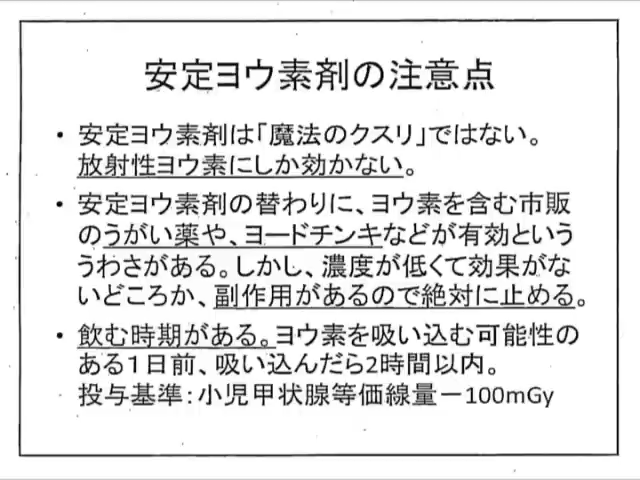 安定ヨウ素剤の注意点
• 安定ヨウ素剤は「魔法のクスリ」ではない。
放射性ヨウ素にしか効かない。
• 安定ヨウ素剤の替わりに、ヨウ素を含む市販
のうがい薬や、ヨードチンキなどが有効という
うわさがある。しかし、濃度が低くて効果がな
いどころか、副作用があるので絶対に止める。
• 飲む時期がある。ヨウ素を吸い込む可能性の
ある1日前、吸い込んだら2時間以内。
投与基準：小児甲状腺等価線量－100mGy